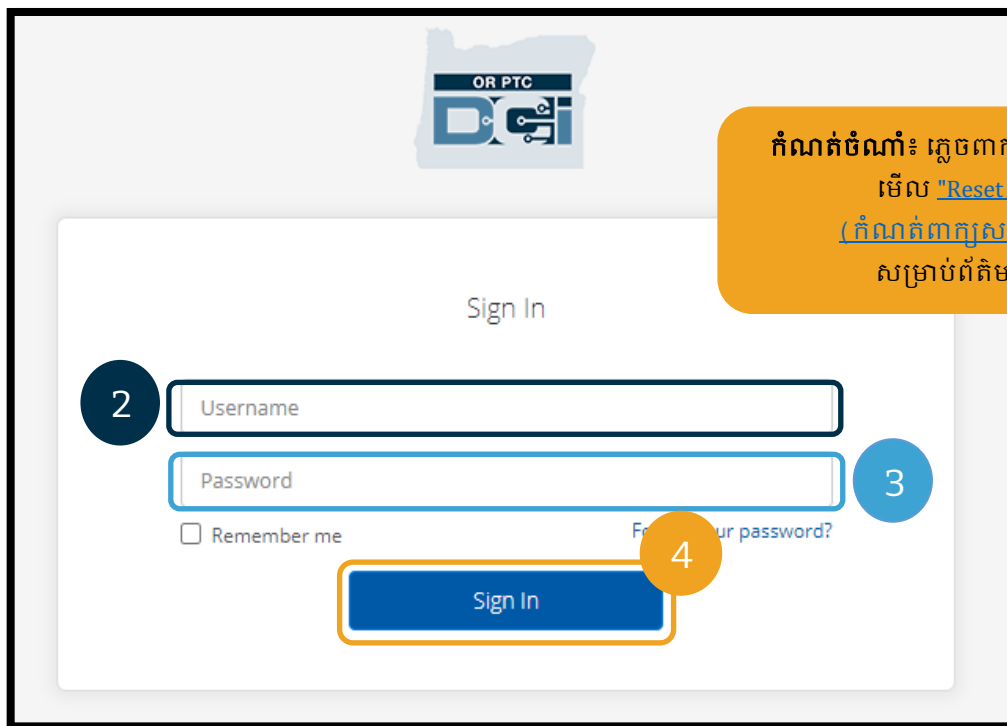 OR PTC
DCi
កំណត់ចំណាំ៖ ភ្លេចពាក្យ
មើល "Reset
(កំណត់ពាក្យស
សម្រាប់ព័ត៌ម
Sign In
2
Username
Password
3
Remember me
your password?
4
Sign In